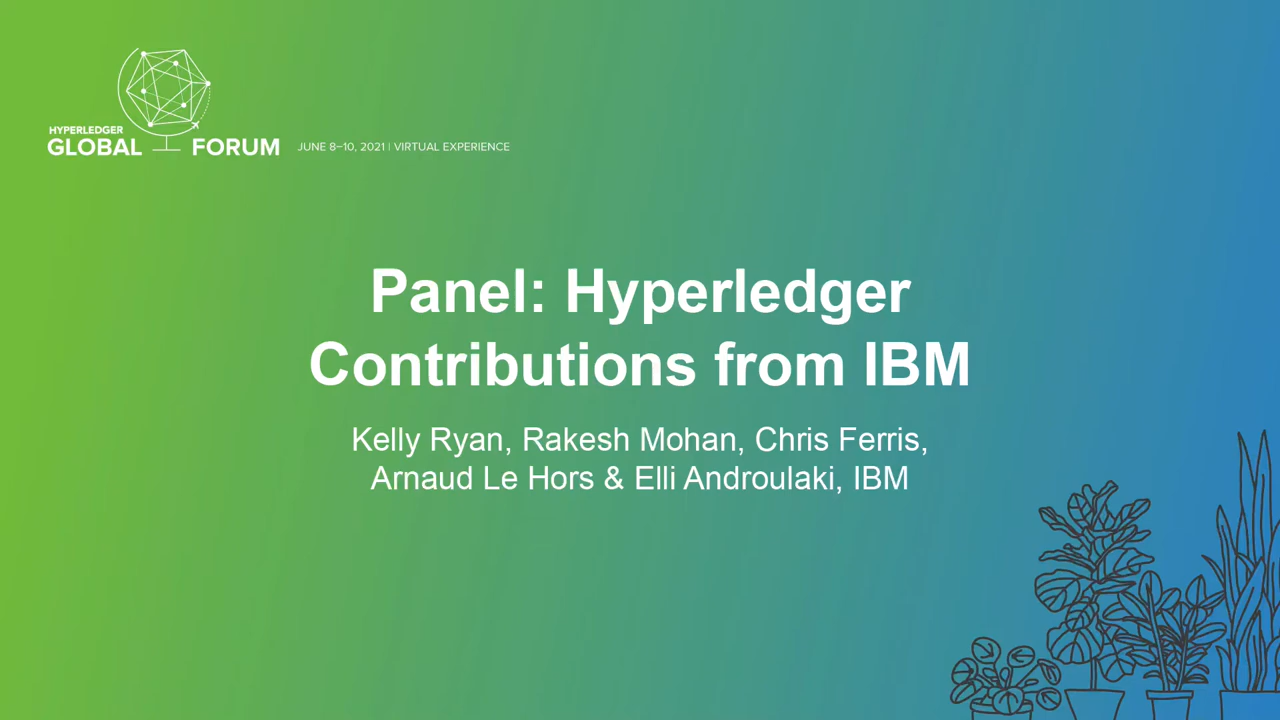 HYPERLEDGER
GLOBAL FORUM
JUNE 8–10, 2021 | VIRTUAL EXPERIENCE
Panel: Hyperledger
Contributions from IBM
Kelly Ryan, Rakesh Mohan, Chris Ferris,
Arnaud Le Hors & Elli Androulaki, IBM